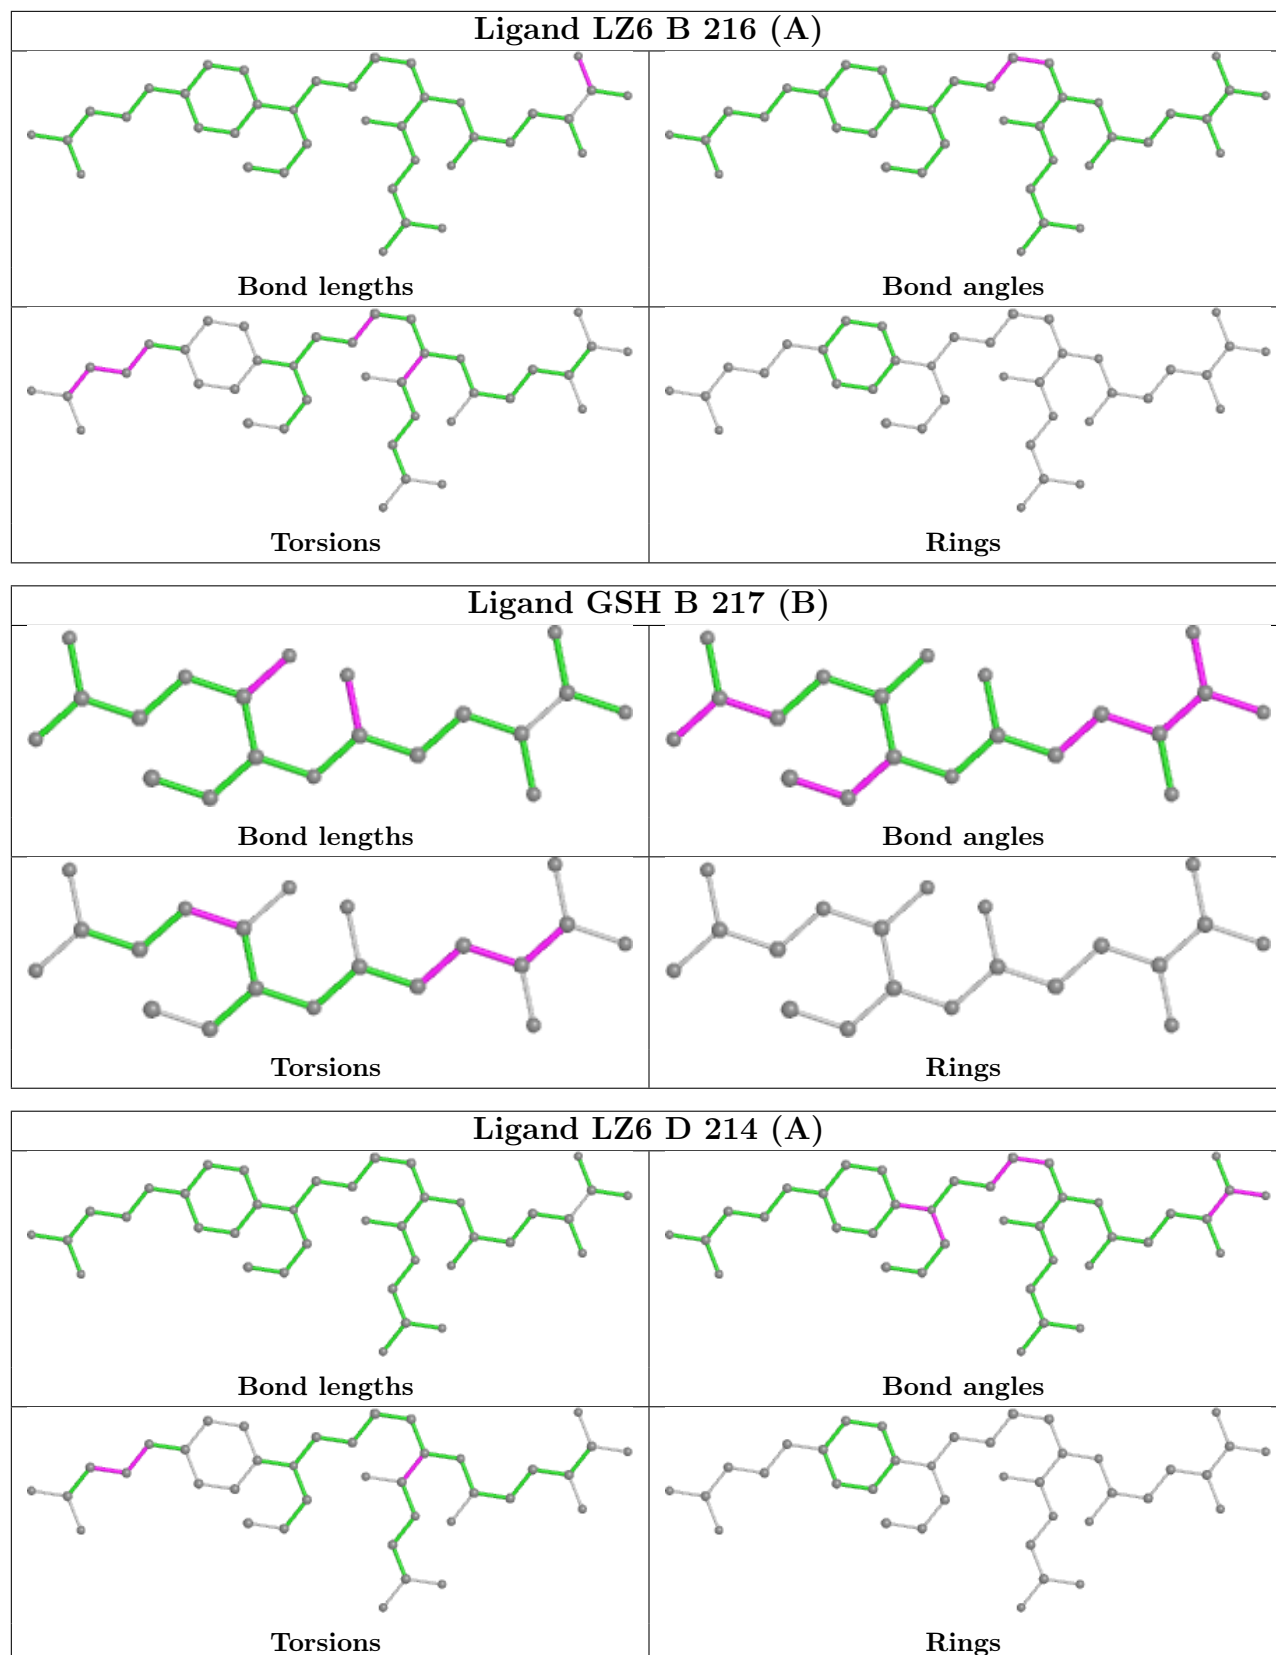 Ligand LZ6 B 216 (A)
Bond lengths
Bond angles
Torsions
Rings
Ligand GSH B 217 (B)
Bond lengths
Bond angles
Torsions
Rings
Ligand LZ6 D 214 (A)
Bond lengths
Bond angles
Torsions
Rings